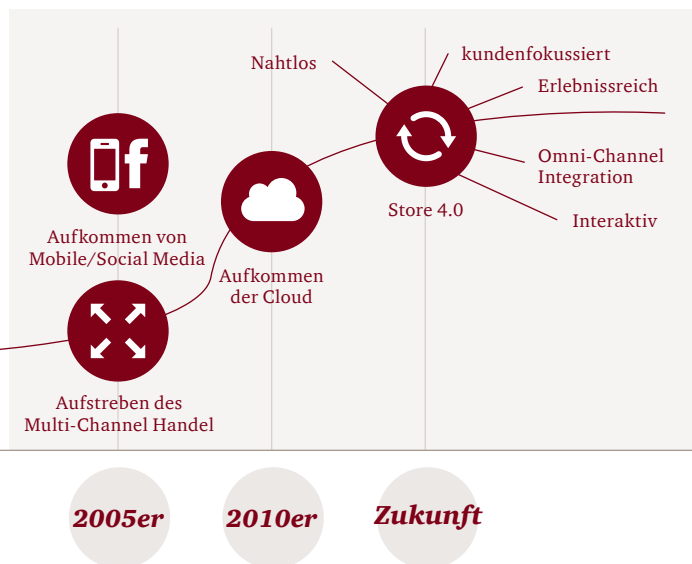 Nahtlos
kundenfokussiert
Erlebnissreich
Omni-Channel
Integration
Interaktiv
Store 4.0
Aufkommen von
Mobile/Social Media
Aufkommen
der Cloud
Aufstreben des
Multi-Channel Handel
2005er
2010er
Zukunft